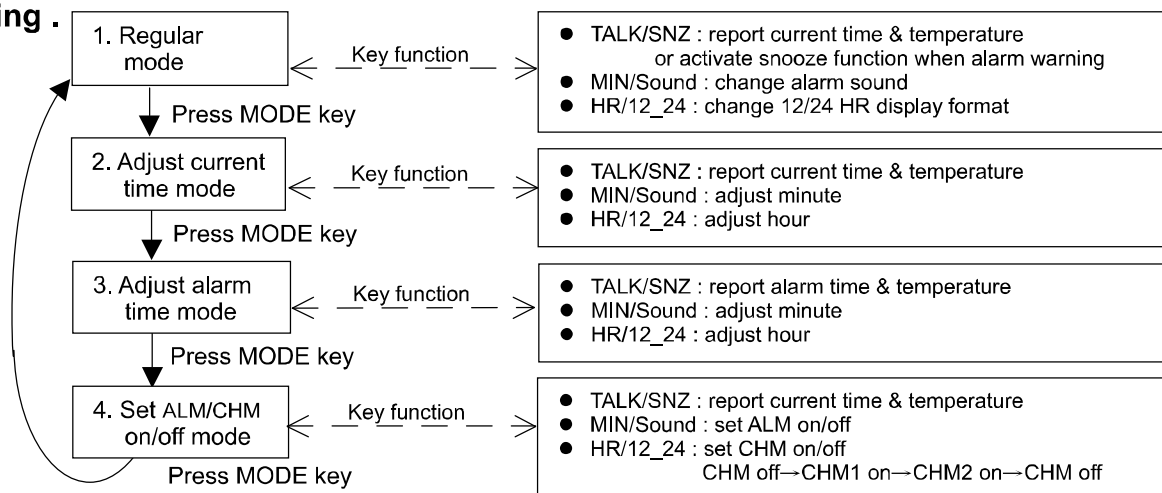 ing .
1. Regular
mode
Key function
● TALK/SNZ : report current time & temperature
or activate snooze function when alarm warning
● MIN/Sound : change alarm sound
● HR/12_24 : change 12/24 HR display format
Press MODE key
2. Adjust current
time mode
Key function
● TALK/SNZ : report current time & temperature
● MIN/Sound : adjust minute
● HR/12_24 : adjust hour
Press MODE key
3. Adjust alarm
time mode
Key function
● TALK/SNZ : report alarm time & temperature
● MIN/Sound : adjust minute
● HR/12_24 : adjust hour
Press MODE key
4. Set ALM/CHM
on/off mode
Key function
● TALK/SNZ : report current time & temperature
● MIN/Sound : set ALM on/off
● HR/12_24 : set CHM on/off
CHM off→CHM1 on→CHM2 on→CHM off
Press MODE key